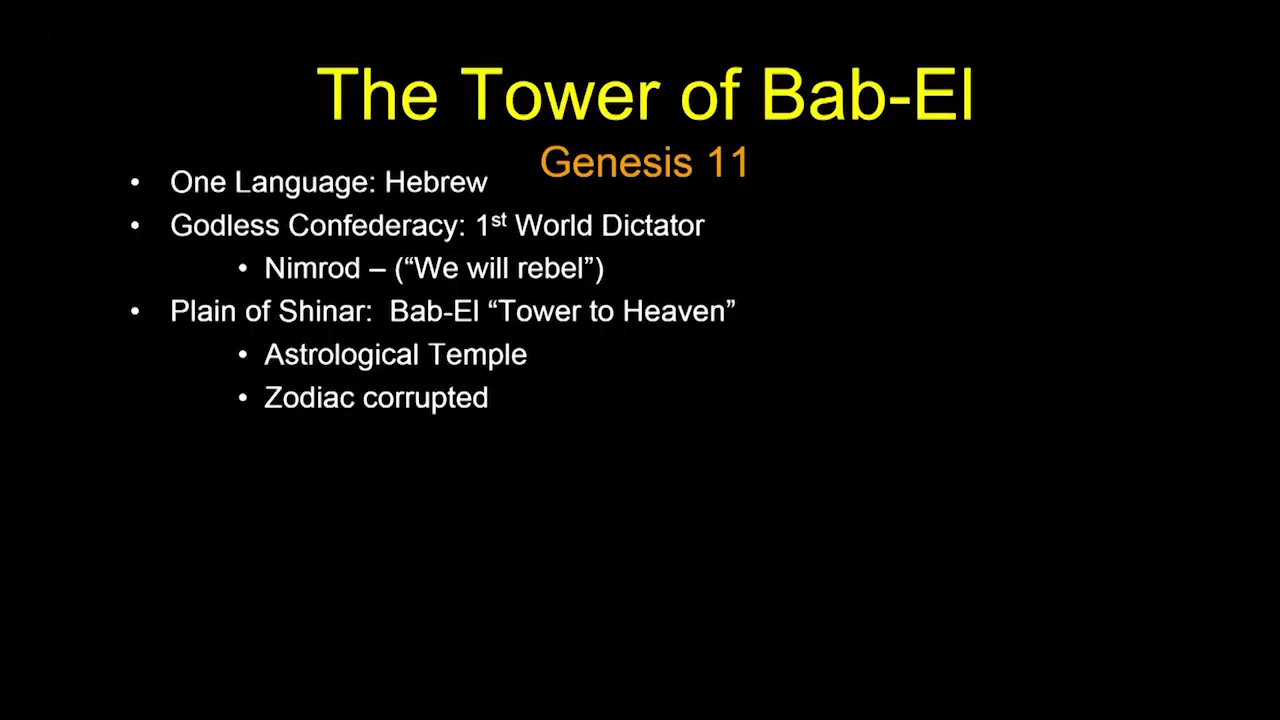 The Tower of Bab-El
Genesis 11
• One Language: Hebrew
• Godless Confederacy: 1st World Dictator
• Nimrod – (“We will rebel”)
• Plain of Shinar:  Bab-El “Tower to Heaven”
• Astrological Temple
• Zodiac corrupted